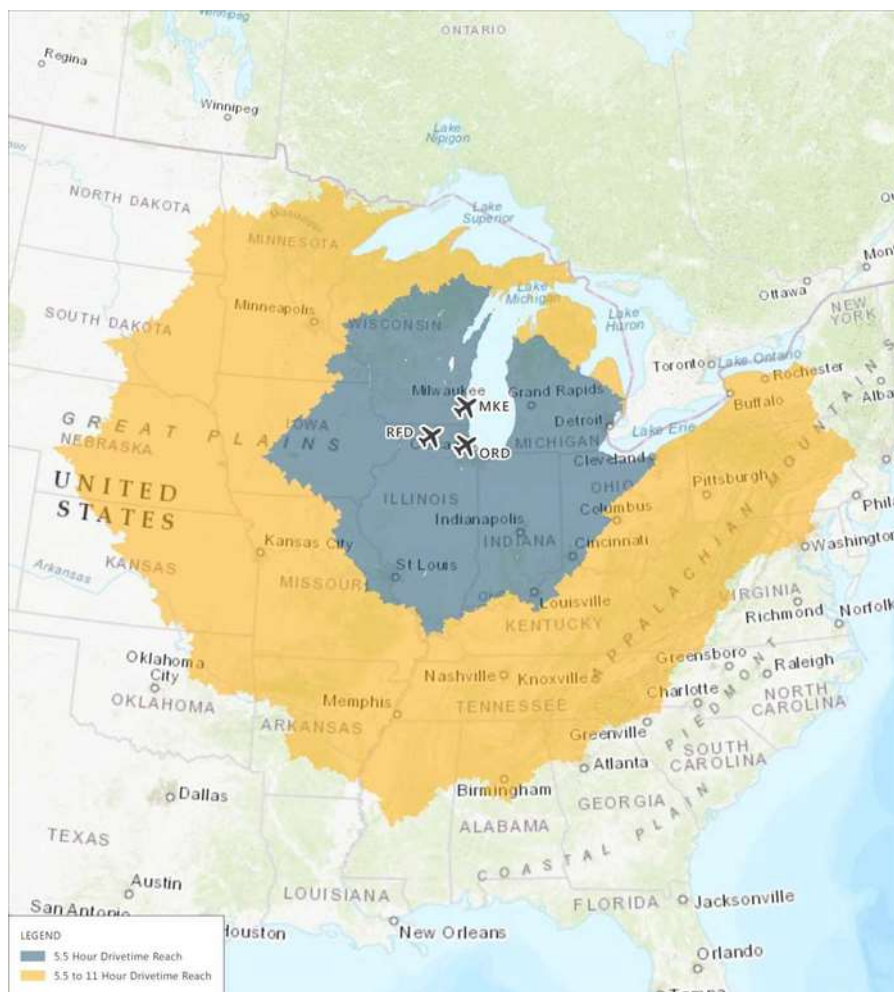 ONTARIO
Regina
Winnipeg
Lake
Nipigon
NORTH DAKOTA
Lake
Superior
MINNESOTA
Ottawa
Minneapolis
Lake
Michigan
Lake
Huron
NEW
YORK
SOUTH DAKOTA
WISCONSIN
Toronto
Lake Ontario
Rochester
Milwaukee
Grand Rapids
MKE
Buffalo
GREAT PLAINS
IOWA
RFD
ORD
Detroit
MICHIGAN
Lake Erie
NEBRASKA
Cleveland
UNITED
STATES
ILLINOIS
OHIO
Pittsburgh
Columbus
Indianapolis
INDIANA
Kansas City
Cincinnati
Washington
Arkansas
KANSAS
MISSOURI
St Louis
Louisville
VIRGINIA
KENTUCKY
Richmond
Norfolk
APPALACHIAN MOUNTAINS
Oklahoma
City
Nashville
Knoxville
Greensboro
Raleigh
OKLAHOMA
Memphis
TENNESSEE
Charlotte
PIEDMONT
NORTH
CAROLINA
ARKANSAS
Greenville
SOUTH
CAROLINA
Dallas
Birmingham
Atlanta
GEORGIA
TEXAS
ALABAMA
COASTAL PLAIN
Austin
LOUISIANA
FLORIDA
Jacksonville
San Antonio
Houston
New Orleans
Orlando
LEGEND
5.5 Hour Drivetime Reach
5.5 to 11 Hour Drivetime Reach